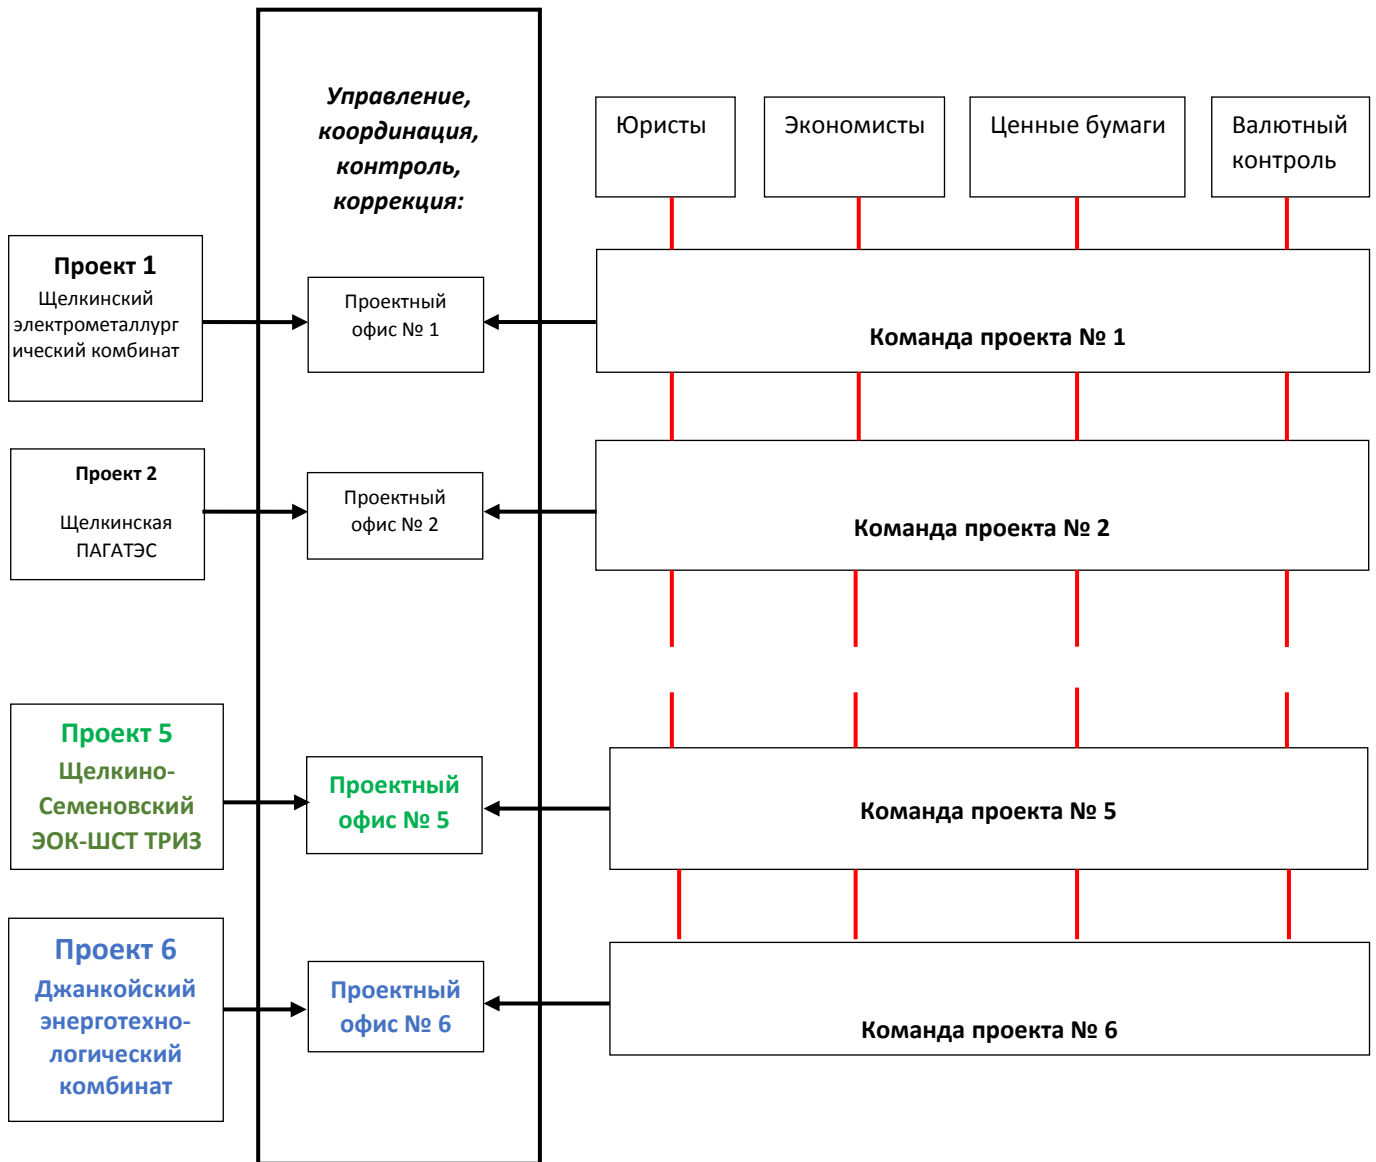 Управление,
координация,
контроль,
коррекция:
Юристы
Экономисты
Ценные бумаги
Валютный
контроль
Проект 1
Щелкинский
электрометаллург
ический комбинат
Проектный
офис № 1
Команда проекта № 1
Проект 2
Щелкинская
ПАГАТЭС
Проектный
офис № 2
Команда проекта № 2
Проект 5
Щелкино-
Семеновский
ЭОК-ШСТ ТРИЗ
Проектный
офис № 5
Команда проекта № 5
Проект 6
Джанкойский
энерготехно-
логический
комбинат
Проектный
офис № 6
Команда проекта № 6